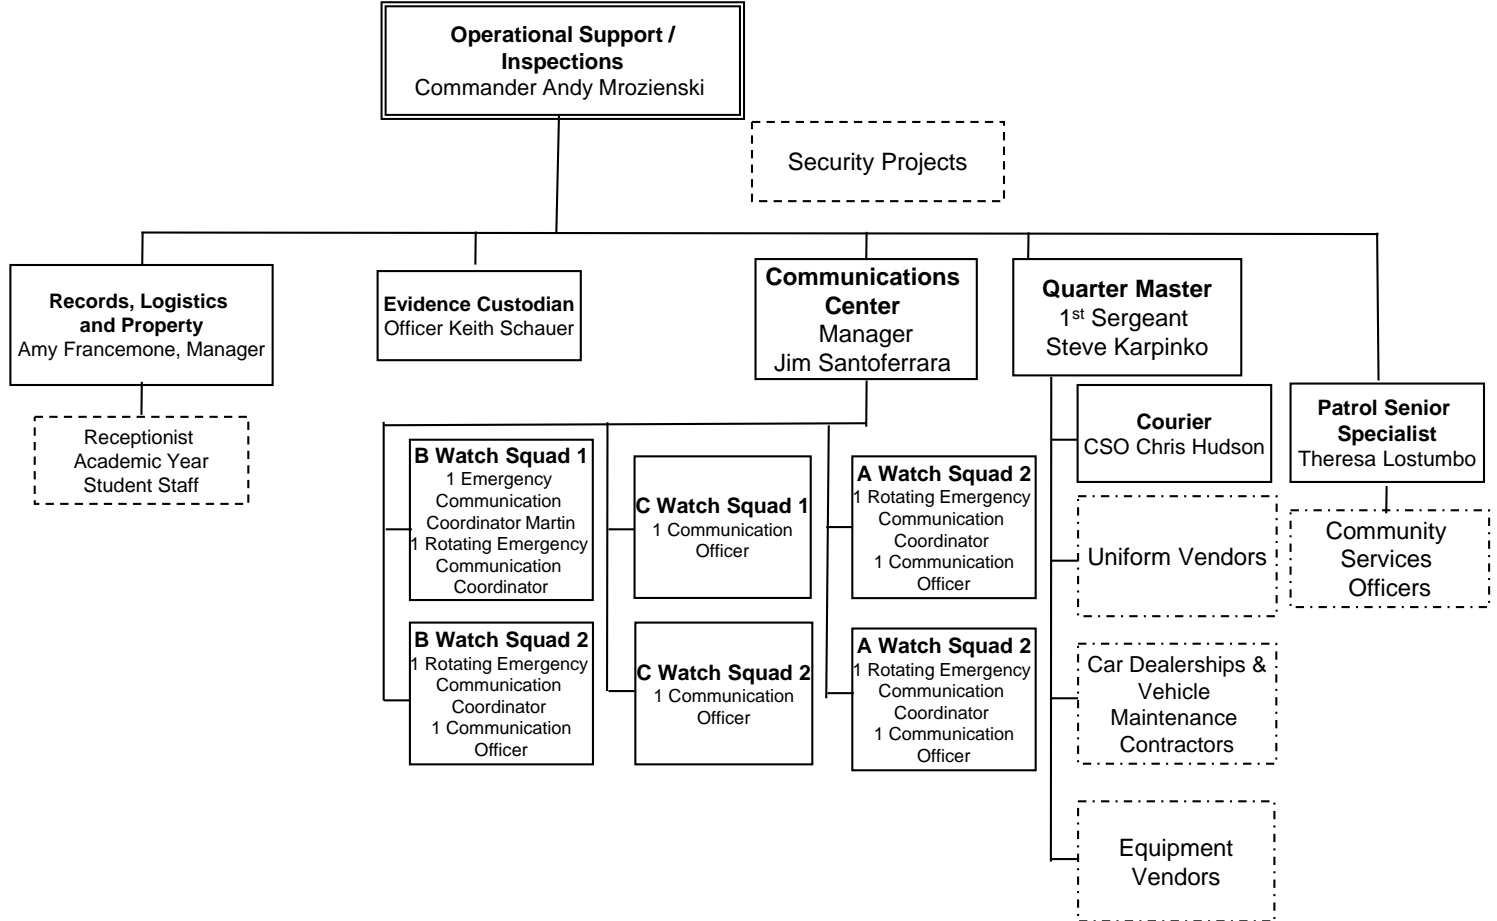 Operational Support /
Inspections
Commander Andy Mrozienski
Security Projects
Records, Logistics
and Property
Amy Francemone, Manager
Receptionist
Academic Year
Student Staff
Evidence Custodian
Officer Keith Schauer
Communications
Center
Manager
Jim Santoferrara
B Watch Squad 1
1 Emergency
Communication
Coordinator Martin
1 Rotating Emergency
Communication
Coordinator
B Watch Squad 2
1 Rotating Emergency
Communication
Coordinator
1 Communication
Officer
C Watch Squad 1
1 Communication
Officer
C Watch Squad 2
1 Communication
Officer
A Watch Squad 2
1 Rotating Emergency
Communication
Coordinator
1 Communication
Officer
A Watch Squad 2
1 Rotating Emergency
Communication
Coordinator
1 Communication
Officer
Quarter Master
1st Sergeant
Steve Karpinko
Courier
CSO Chris Hudson
Uniform Vendors
Car Dealerships &
Vehicle
Maintenance
Contractors
Equipment
Vendors
Patrol Senior
Specialist
Theresa Lostumbo
Community
Services
Officers